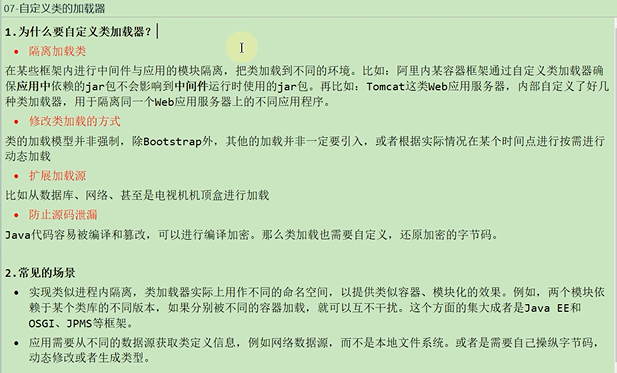 07-自定义类的加载器
1.为什么要自定义类加载器？
• 隔离加载类
在某些框架内进行中间件与应用的模块隔离，把类加载到不同的环境。比如：阿里内某容器框架通过自定义类加载器确
保应用中依赖的jar包不会影响到中间件运行时使用的jar包。再比如：Tomcat这类Web应用服务器，内部自定义了好几
种类加载器，用于隔离同一个Web应用服务器上的不同应用程序。
• 修改类加载的方式
类的加载模型并非强制，除Bootstrap外，其他的加载并非一定要引入，或者根据实际情况在某个时间点进行按需进行
动态加载
• 扩展加载源
比如从数据库、网络、甚至是电视机机顶盒进行加载
• 防止源码泄漏
Java代码容易被编译和篡改，可以进行编译加密。那么类加载也需要自定义，还原加密的字节码。
2.常见的场景
• 实现类似进程内隔离，类加载器实际上用作不同的命名空间，以提供类似容器、模块化的效果。例如，两个模块依
赖于某个类库的不同版本，如果分别被不同的容器加载，就可以互不干扰。这个方面的集大成者是Java EE和
OSGI、JPMS等框架。
• 应用需要从不同的数据源获取类定义信息，例如网络数据源，而不是本地文件系统。或者是需要自己操纵字节码，
动态修改或者生成类型。